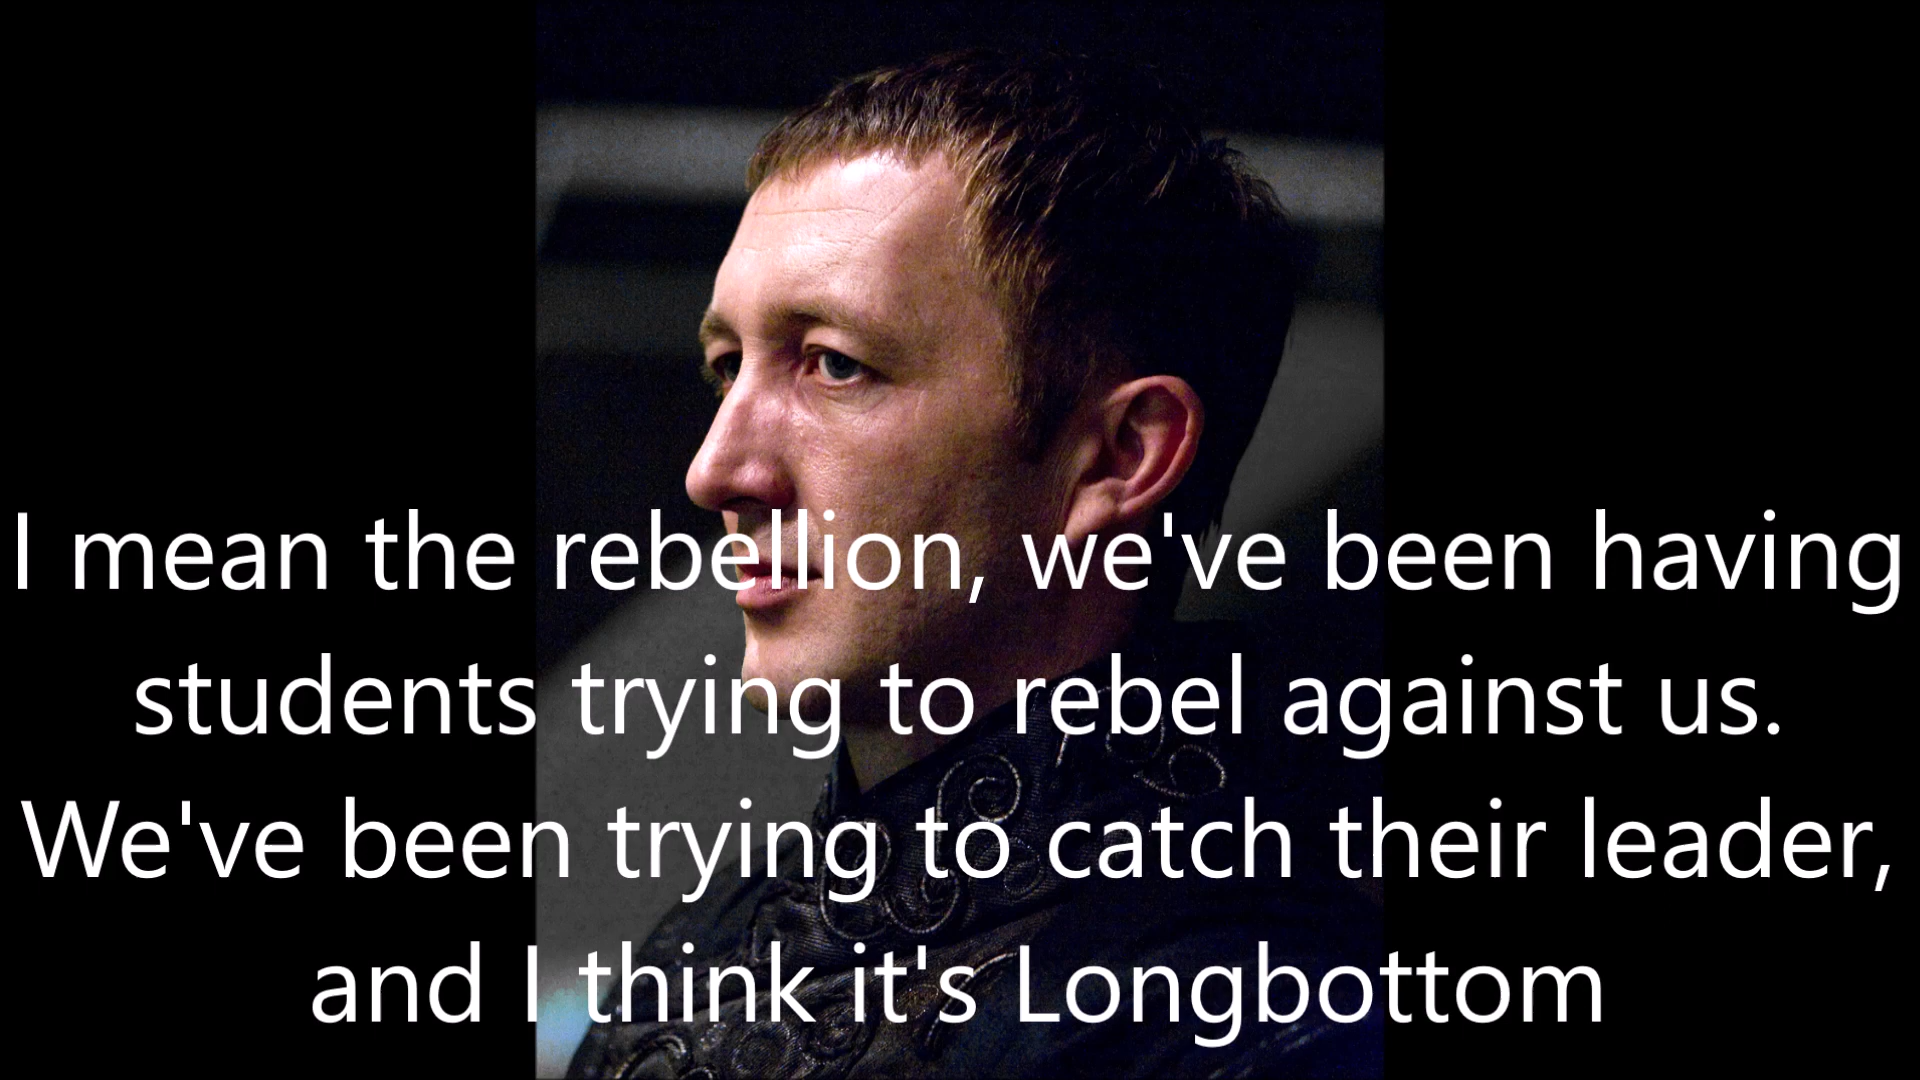 I mean the rebellion, we've been having
students trying to rebel against us.
We've been trying to catch their leader,
and I think it's Longbottom